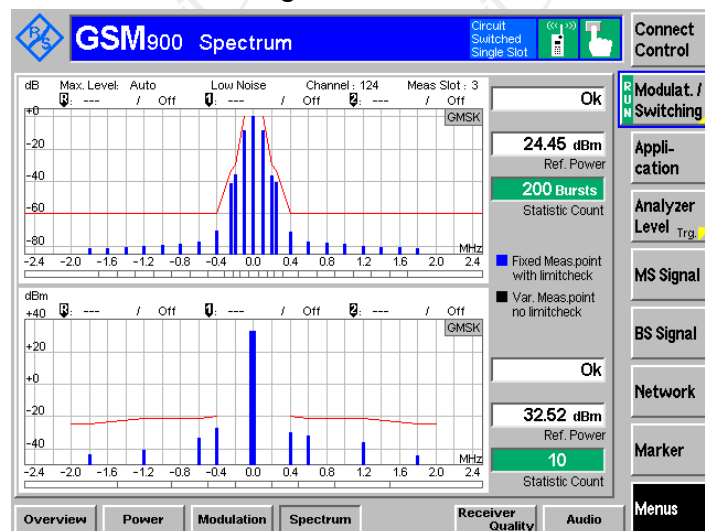 R&S
GSM900 Spectrum
Circuit
Switched
Single Slot
Connect
Control
dB Max. Level: Auto Low Noise Channel : 124 Meas Slot : 3
R: --- / Off 1: --- / Off 2: --- / Off
GMSK
+0
-20
-40
-60
-80
MHz
-2.4 -2.0 -1.6 -1.2 -0.8 -0.4 0.0 0.4 0.8 1.2 1.6 2.0 2.4
Ok
24.45 dBm
Ref. Power
200 Bursts
Statistic Count
Fixed Meas.point
with limitcheck
Var. Meas.point
no limitcheck
dBm
R: --- / Off 1: --- / Off 2: --- / Off
GMSK
+40
+20
+0
-20
-40
MHz
-2.4 -2.0 -1.6 -1.2 -0.8 -0.4 0.0 0.4 0.8 1.2 1.6 2.0 2.4
Ok
32.52 dBm
Ref. Power
10
Statistic Count
RUN
Modulat. /
Switching
Appli-
cation
Analyzer
Level Trg.
MS Signal
BS Signal
Network
Marker
Menus
Overview Power Modulation Spectrum Receiver
Quality Audio